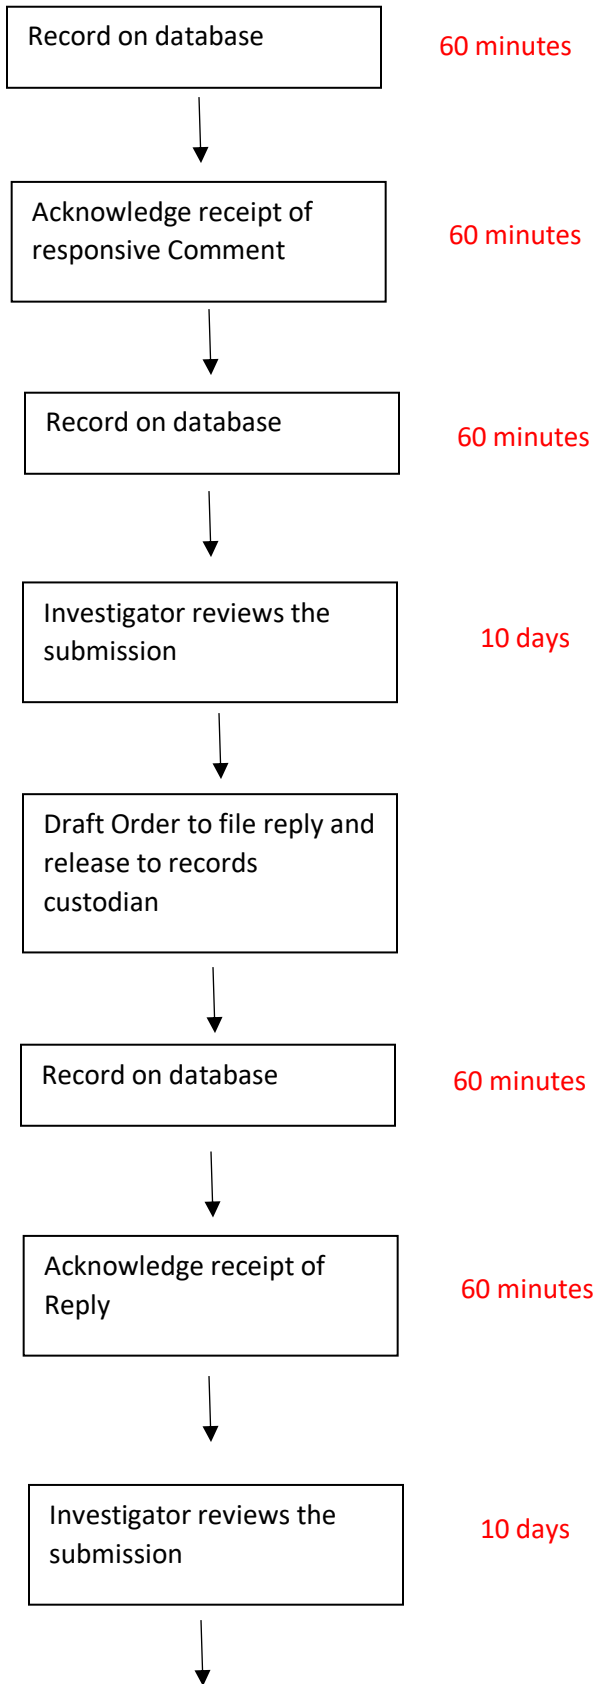 Record on database
60 minutes
Acknowledge receipt of
responsive Comment
60 minutes
Record on database
60 minutes
Investigator reviews the
submission
10 days
Draft Order to file reply and
release to records
custodian
Record on database
60 minutes
Acknowledge receipt of
Reply
60 minutes
Investigator reviews the
submission
10 days